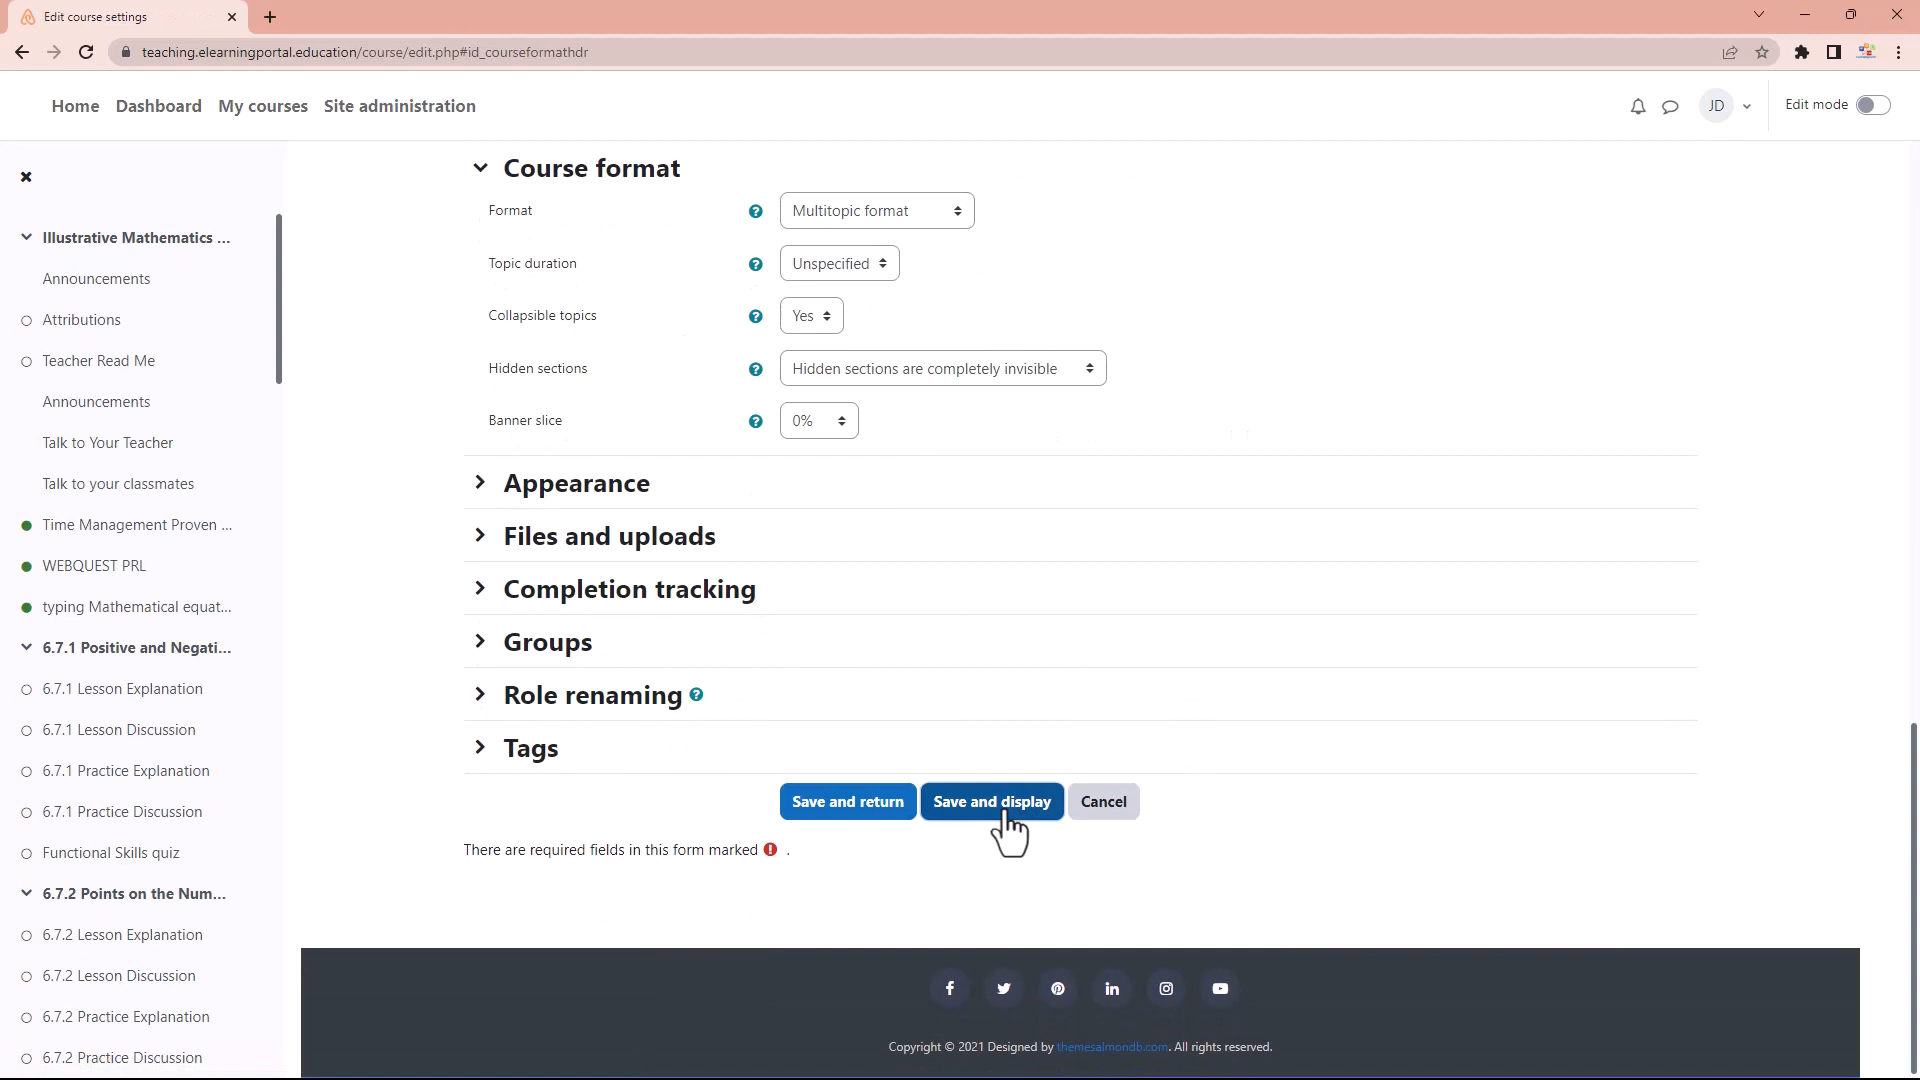 Edit course settings
teaching.elearningportal.education/course/edit.php#id_courseformathdr
Home Dashboard My courses Site administration
JD
Edit mode
Illustrative Mathematics ...
Announcements
Attributions
Teacher Read Me
Announcements
Talk to Your Teacher
Talk to your classmates
Time Management Proven ...
WEBQUEST PRL
typing Mathematical equat...
6.7.1 Positive and Negati...
6.7.1 Lesson Explanation
6.7.1 Lesson Discussion
6.7.1 Practice Explanation
6.7.1 Practice Discussion
Functional Skills quiz
6.7.2 Points on the Num...
6.7.2 Lesson Explanation
6.7.2 Lesson Discussion
6.7.2 Practice Explanation
6.7.2 Practice Discussion
Course format
Format Multitopic format
Topic duration Unspecified
Collapsible topics Yes
Hidden sections Hidden sections are completely invisible
Banner slice 0%
Appearance
Files and uploads
Completion tracking
Groups
Role renaming
Tags
Save and return Save and display Cancel
There are required fields in this form marked .
Copyright © 2021 Designed by themesalmondb.com. All rights reserved.